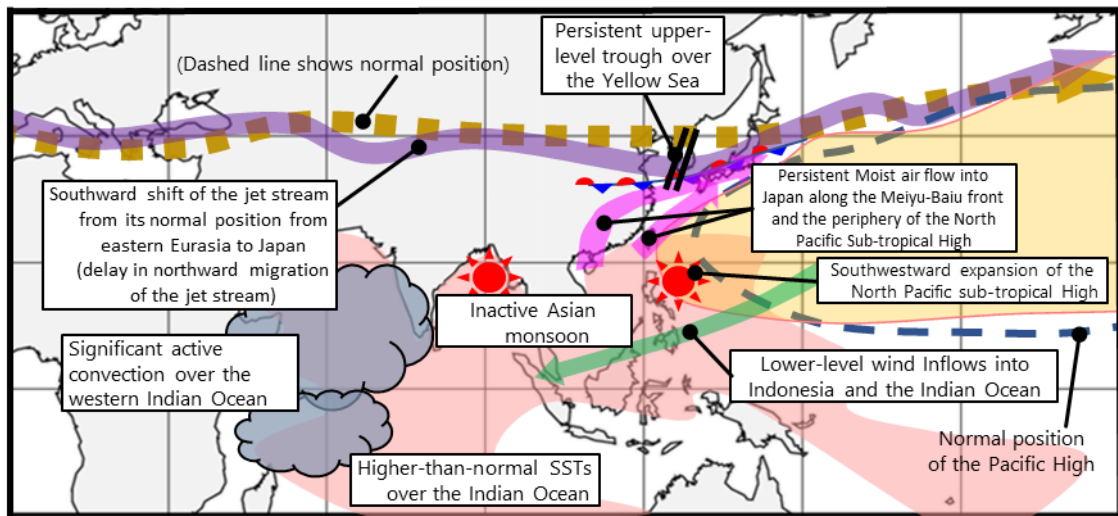 (Dashed line shows normal position)
Persistent upper-
level trough over
the Yellow Sea
Southward shift of the jet stream
from its normal position from
eastern Eurasia to Japan
(delay in northward migration
of the jet stream)
Persistent Moist air flow into
Japan along the Meiyu-Baiu front
and the periphery of the North
Pacific Sub-tropical High
Southwestward expansion of the
North Pacific sub-tropical High
Inactive Asian
monsoon
Significant active
convection over the
western Indian Ocean
Lower-level wind Inflows into
Indonesia and the Indian Ocean
Higher-than-normal SSTs
over the Indian Ocean
Normal position
of the Pacific High